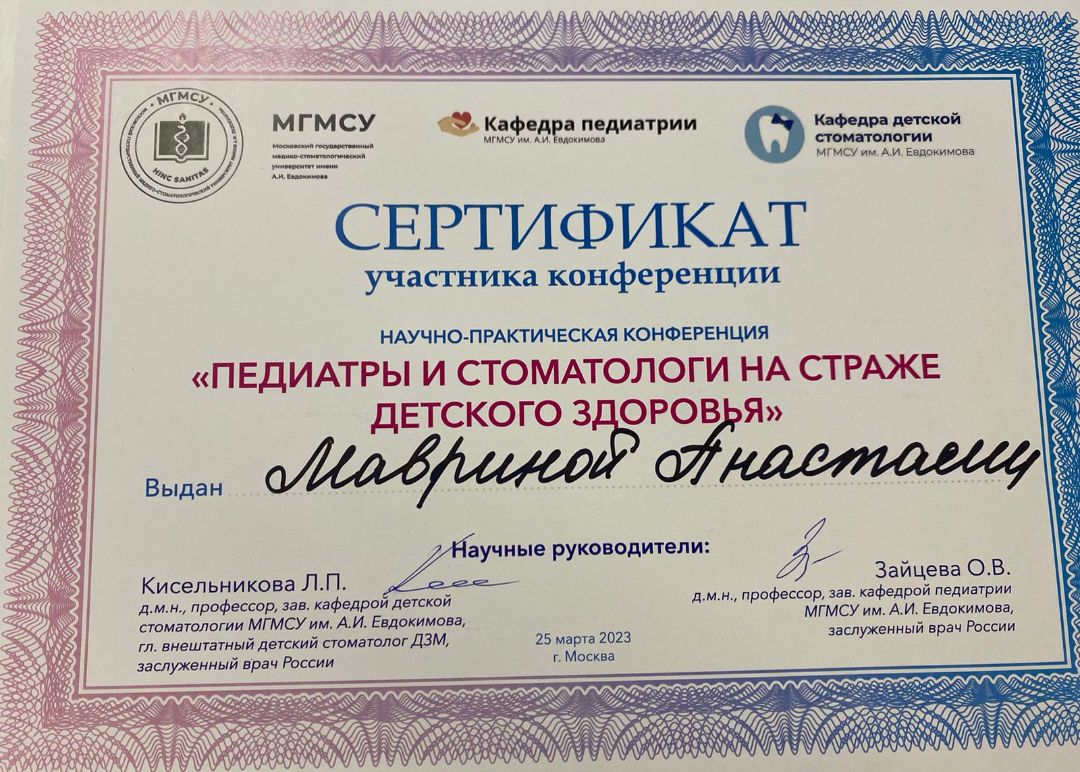 МГМСУ
HINC SANITAS
МГМСУ
Московский государственный
медико-стоматологический
университет имени
А.И. Евдокимова
Кафедра педиатрии
МГМСУ им. А.И. Евдокимова
Кафедра детской
стоматологии
МГМСУ им. А.И. Евдокимова
СЕРТИФИКАТ
участника конференции
НАУЧНО-ПРАКТИЧЕСКАЯ КОНФЕРЕНЦИЯ
«ПЕДИАТРЫ И СТОМАТОЛОГИ НА СТРАЖЕ
ДЕТСКОГО ЗДОРОВЬЯ»
Выдан Мавриной Анастасии
Научные руководители:
Кисельникова Л.П.
д.м.н., профессор, зав. кафедрой детской
стоматологии МГМСУ им. А.И. Евдокимова,
гл. внештатный детский стоматолог ДЗМ,
заслуженный врач России
Зайцева О.В.
д.м.н., профессор, зав. кафедрой педиатрии
МГМСУ им. А.И. Евдокимова,
заслуженный врач России
25 марта 2023
г. Москва